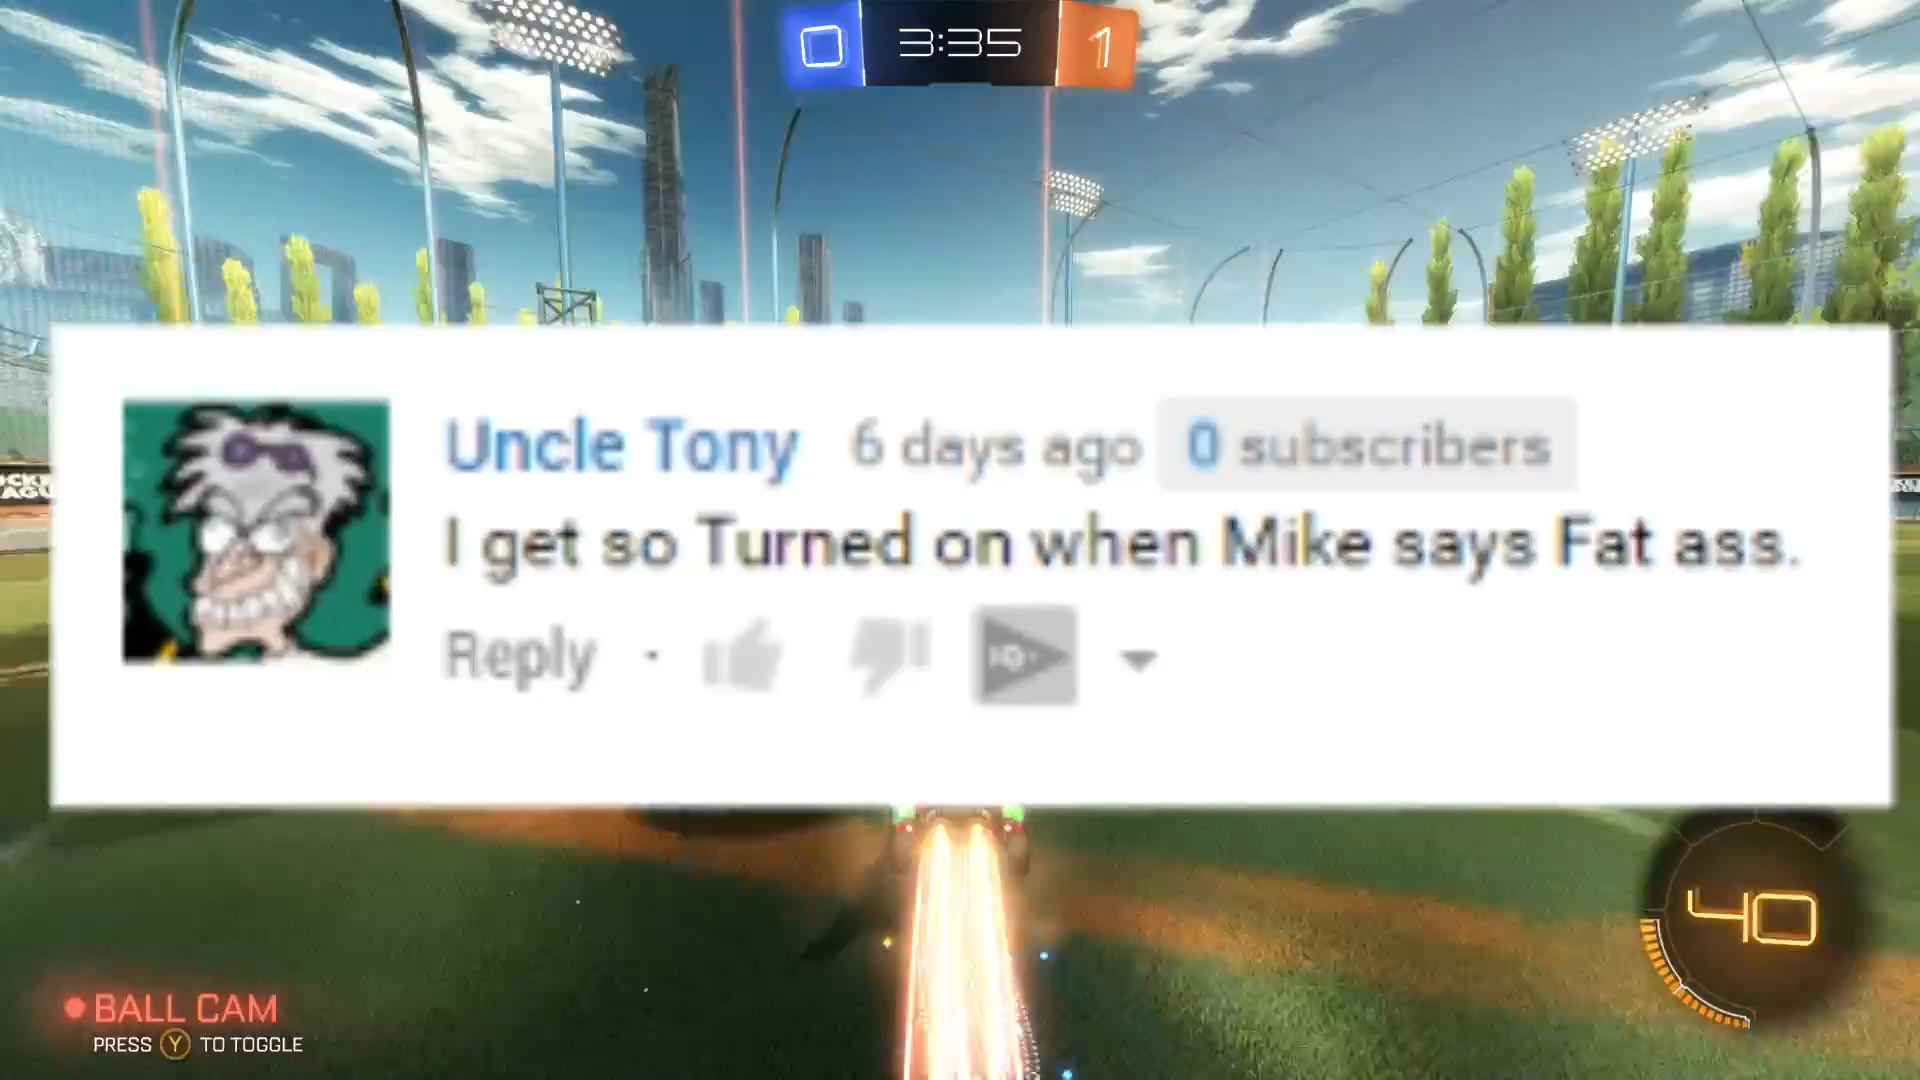 0 3:35 1
Uncle Tony 6 days ago 0 subscribers
I get so Turned on when Mike says Fat ass.
Reply
40
BALL CAM
PRESS Y TO TOGGLE